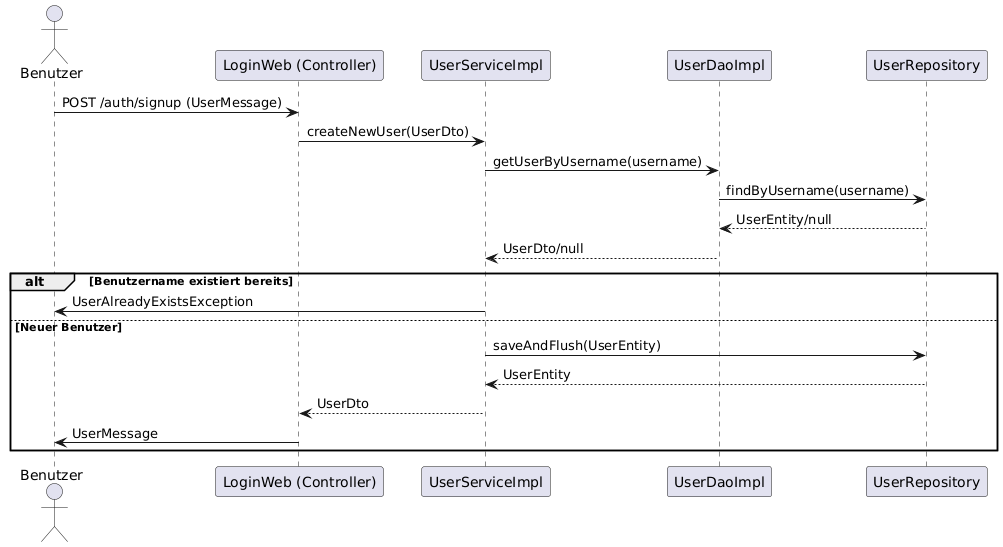 Benutzer
LoginWeb (Controller)
UserServiceImpl
UserDaoImpl
UserRepository
POST /auth/signup (UserMessage)
createNewUser(UserDto)
getUserByUsername(username)
findByUsername(username)
UserEntity/null
UserDto/null
alt
[Benutzername existiert bereits]
UserAlreadyExistsException
[Neuer Benutzer]
saveAndFlush(UserEntity)
UserEntity
UserDto
UserMessage
Benutzer
LoginWeb (Controller)
UserServiceImpl
UserDaoImpl
UserRepository